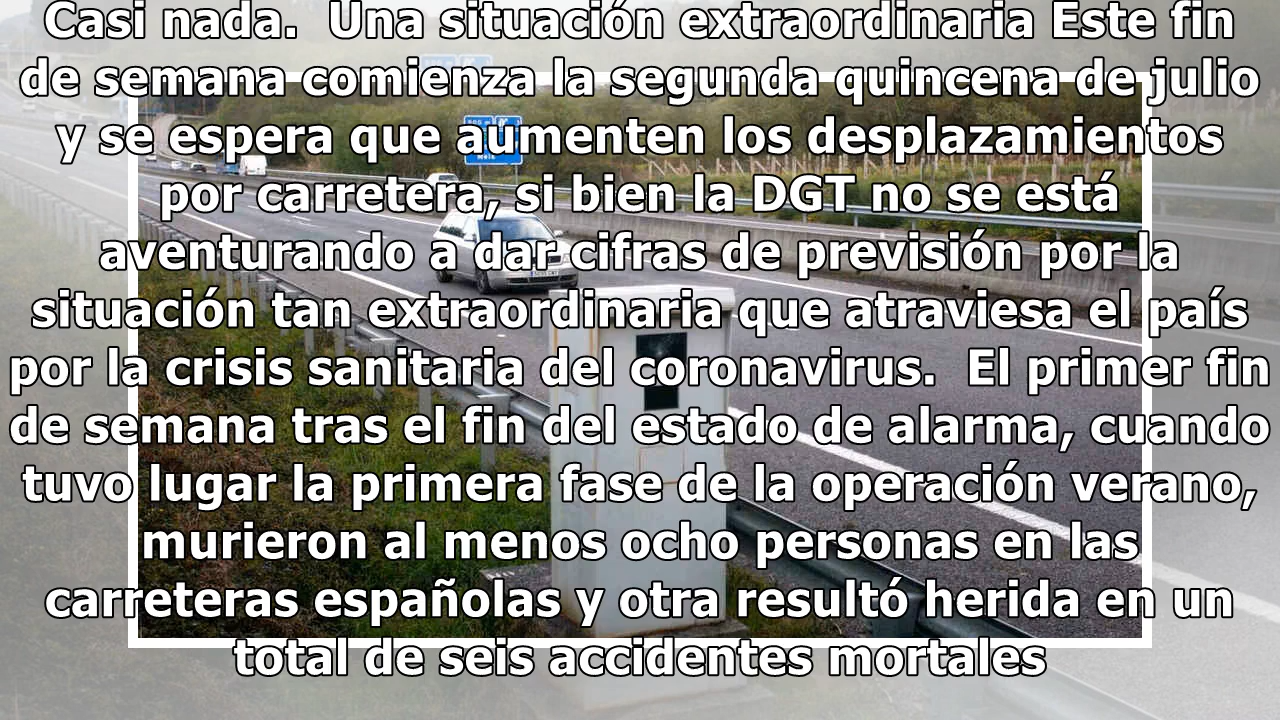 Casi nada.  Una situación extraordinaria Este fin
de semana comienza la segunda quincena de julio
y se espera que aumenten los desplazamientos
por carretera, si bien la DGT no se está
aventurando a dar cifras de previsión por la
situación tan extraordinaria que atraviesa el país
por la crisis sanitaria del coronavirus.  El primer fin
de semana tras el fin del estado de alarma, cuando
tuvo lugar la primera fase de la operación verano,
murieron al menos ocho personas en las
carreteras españolas y otra resultó herida en un
total de seis accidentes mortales